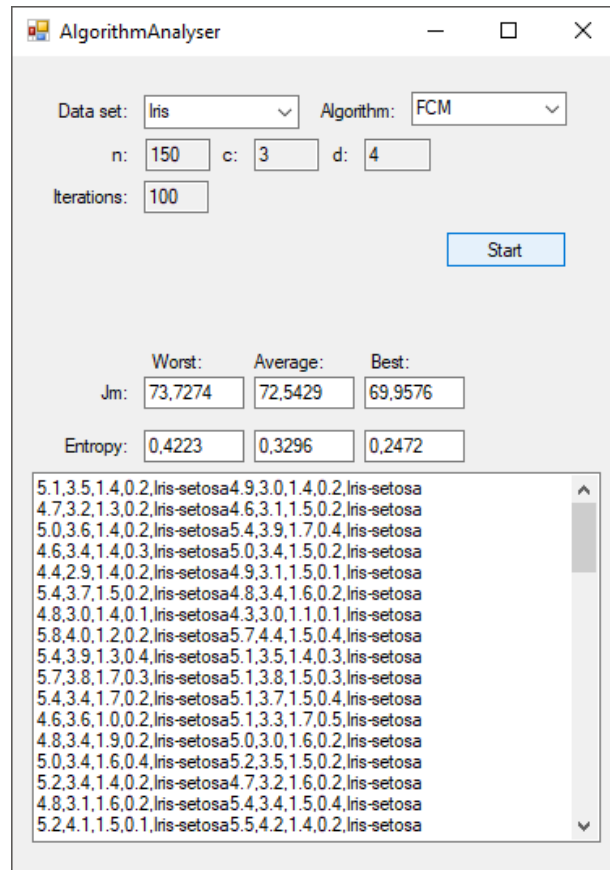 AlgorithmAnalyser
Data set: Iris Algorithm: FCM
n: 150 c: 3 d: 4
Iterations: 100
Start
Worst: Average: Best:
Jm: 73,7274 72,5429 69,9576
Entropy: 0,4223 0,3296 0,2472
5.1,3.5,1.4,0.2,Iris-setosa4.9,3.0,1.4,0.2,Iris-setosa
4.7,3.2,1.3,0.2,Iris-setosa4.6,3.1,1.5,0.2,Iris-setosa
5.0,3.6,1.4,0.2,Iris-setosa5.4,3.9,1.7,0.4,Iris-setosa
4.6,3.4,1.4,0.3,Iris-setosa5.0,3.4,1.5,0.2,Iris-setosa
4.4,2.9,1.4,0.2,Iris-setosa4.9,3.1,1.5,0.1,Iris-setosa
5.4,3.7,1.5,0.2,Iris-setosa4.8,3.4,1.6,0.2,Iris-setosa
4.8,3.0,1.4,0.1,Iris-setosa4.3,3.0,1.1,0.1,Iris-setosa
5.8,4.0,1.2,0.2,Iris-setosa5.7,4.4,1.5,0.4,Iris-setosa
5.4,3.9,1.3,0.4,Iris-setosa5.1,3.5,1.4,0.3,Iris-setosa
5.7,3.8,1.7,0.3,Iris-setosa5.1,3.8,1.5,0.3,Iris-setosa
5.4,3.4,1.7,0.2,Iris-setosa5.1,3.7,1.5,0.4,Iris-setosa
4.6,3.6,1.0,0.2,Iris-setosa5.1,3.3,1.7,0.5,Iris-setosa
4.8,3.4,1.9,0.2,Iris-setosa5.0,3.0,1.6,0.2,Iris-setosa
5.0,3.4,1.6,0.4,Iris-setosa5.2,3.5,1.5,0.2,Iris-setosa
5.2,3.4,1.4,0.2,Iris-setosa4.7,3.2,1.6,0.2,Iris-setosa
4.8,3.1,1.6,0.2,Iris-setosa5.4,3.4,1.5,0.4,Iris-setosa
5.2,4.1,1.5,0.1,Iris-setosa5.5,4.2,1.4,0.2,Iris-setosa